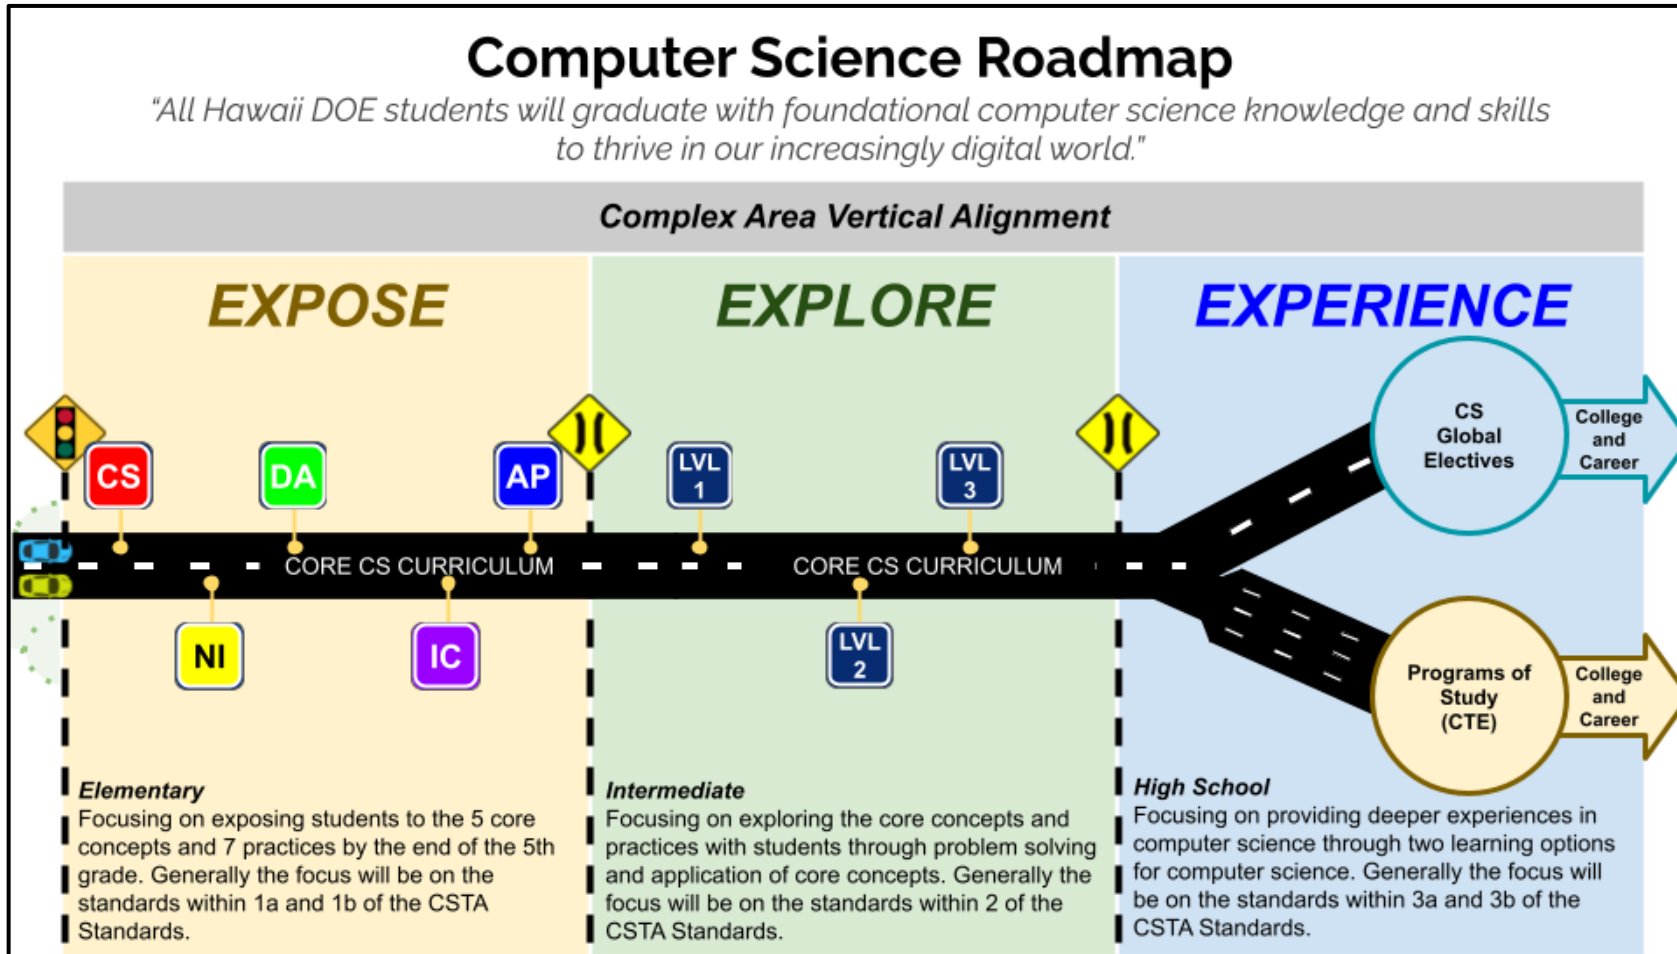 Computer Science Roadmap
“All Hawaii DOE students will graduate with foundational computer science knowledge and skills
to thrive in our increasingly digital world.”
Complex Area Vertical Alignment
EXPOSE
EXPLORE
EXPERIENCE
CS
DA
AP
LVL
1
LVL
3
CORE CS CURRICULUM
CORE CS CURRICULUM
NI
IC
LVL
2
CS
Global
Electives
College
and
Career
Programs of
Study
(CTE)
College
and
Career
Elementary
Focusing on exposing students to the 5 core
concepts and 7 practices by the end of the 5th
grade. Generally the focus will be on the
standards within 1a and 1b of the CSTA
Standards.
Intermediate
Focusing on exploring the core concepts and
practices with students through problem solving
and application of core concepts. Generally the
focus will be on the standards within 2 of the
CSTA Standards.
High School
Focusing on providing deeper experiences in
computer science through two learning options
for computer science. Generally the focus will
be on the standards within 3a and 3b of the
CSTA Standards.